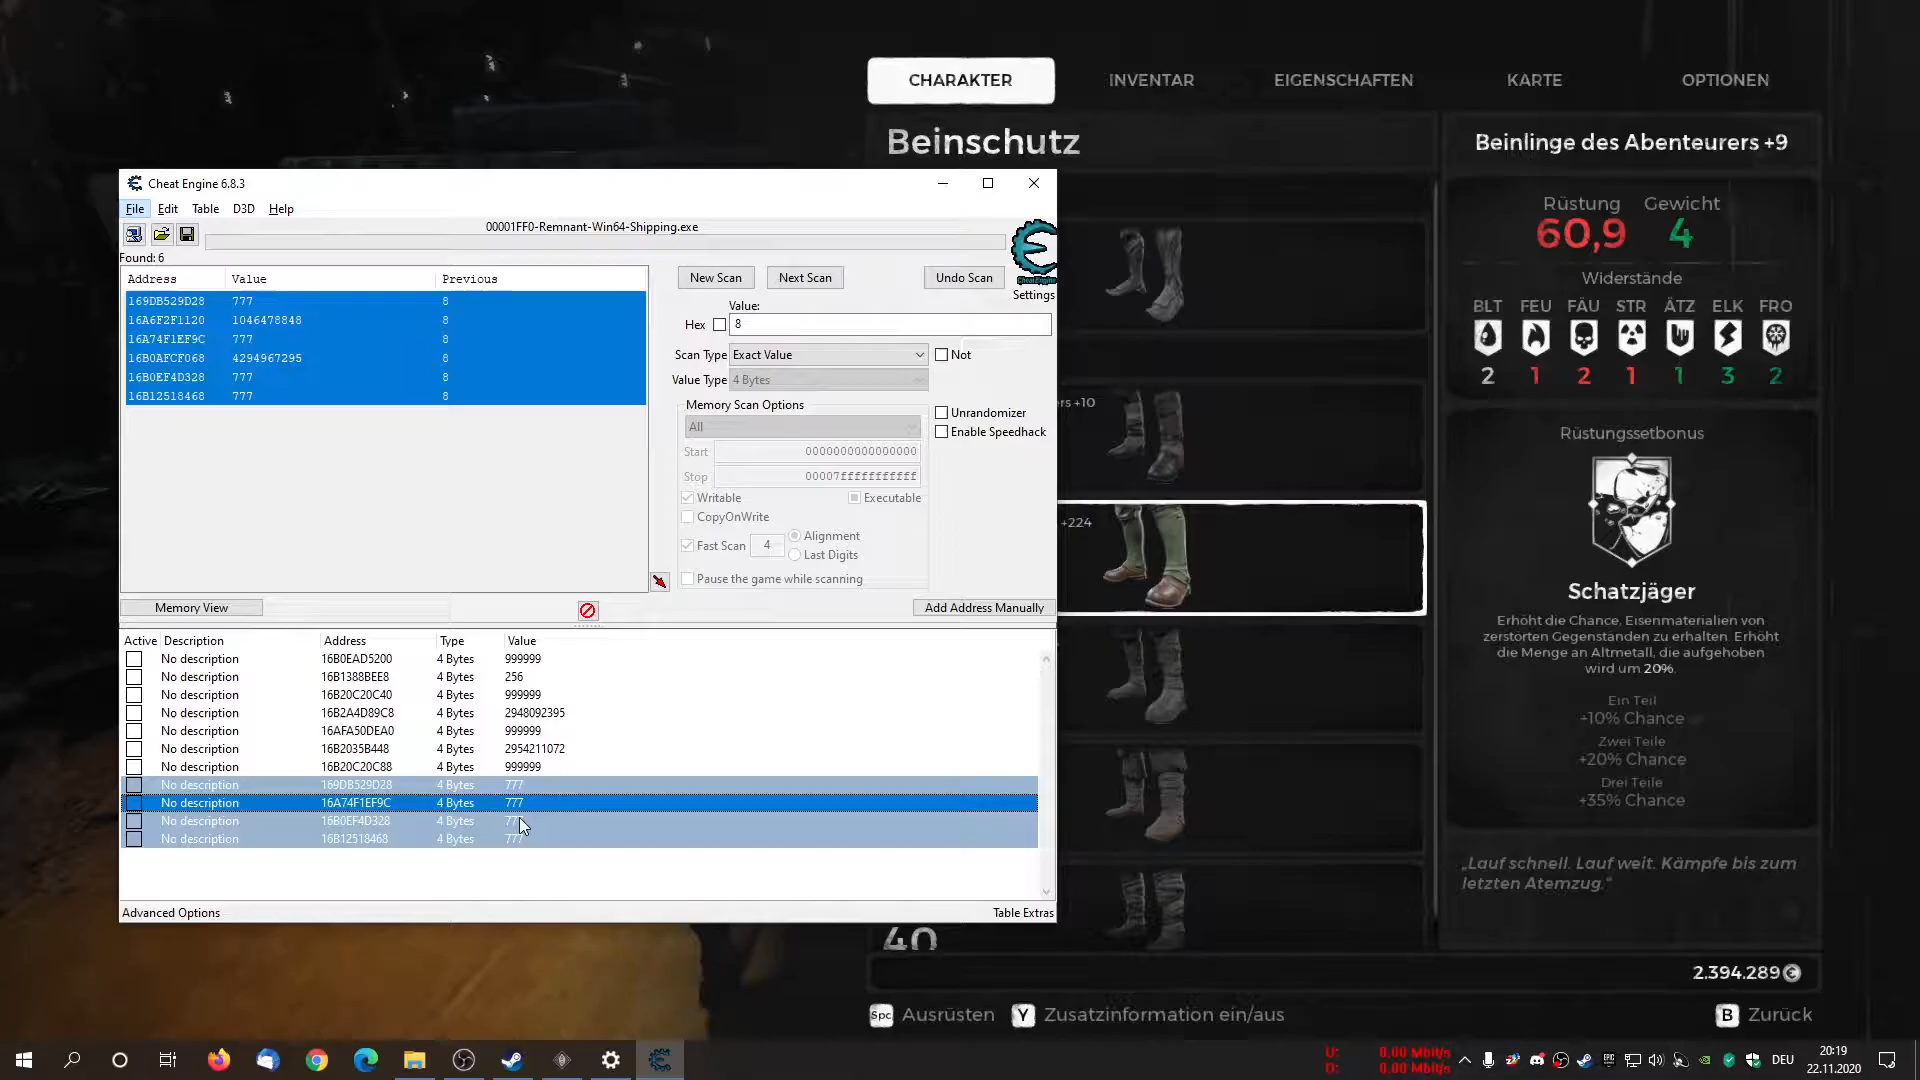 CHARAKTER
INVENTAR
EIGENSCHAFTEN
KARTE
OPTIONEN
Beinschutz
Beinlinge des Abenteurers +9
Rüstung Gewicht
60,9 4
Widerstände
BLT FEU FÄU STR ÄTZ ELK FRO
2 1 2 1 1 3 2
Rüstungssetbonus
Schatzjäger
Erhöht die Chance, Eisenmaterialien von
zerstörten Gegenständen zu erhalten. Erhöht
die Menge an Altmetall, die aufgehoben
wird um 20%.
Ein Teil
+10% Chance
Zwei Teile
+20% Chance
Drei Teile
+35% Chance
„Lauf schnell. Lauf weit. Kämpfe bis zum
letzten Atemzug.“
rs +10
+224
40
2.394.289
Spc Ausrüsten Y Zusatzinformation ein/aus
B Zurück
Cheat Engine 6.8.3
File Edit Table D3D Help
00001FF0-Remnant-Win64-Shipping.exe
Found: 6
Address Value Previous
169DB529D28 777 8
16A6F2F1120 1046478848 8
16A74F1EF9C 777 8
16B0AFCF068 4294967295 8
16B0EF4D328 777 8
16B12518468 777 8
New Scan Next Scan Undo Scan
Cheat Engine
Settings
Value:
Hex 8
Scan Type Exact Value Not
Value Type 4 Bytes
Memory Scan Options
All
Start 0000000000000000
Stop 00007fffffffffff
Writable Executable
CopyOnWrite
Fast Scan 4 Alignment
Last Digits
Pause the game while scanning
Unrandomizer
Enable Speedhack
Memory View
Add Address Manually
Active Description Address Type Value
No description 16B0EAD5200 4 Bytes 999999
No description 16B1388BEE8 4 Bytes 256
No description 16B20C20C40 4 Bytes 999999
No description 16B2A4D89C8 4 Bytes 2948092395
No description 16AFA50DEA0 4 Bytes 999999
No description 16B2035B448 4 Bytes 2954211072
No description 16B20C20C88 4 Bytes 999999
No description 169DB529D28 4 Bytes 777
No description 16A74F1EF9C 4 Bytes 777
No description 16B0EF4D328 4 Bytes 777
No description 16B12518468 4 Bytes 777
Advanced Options
Table Extras
U: 0,00 Mbit/s
D: 0.00 Mbit/s
DEU
20:19
22.11.2020